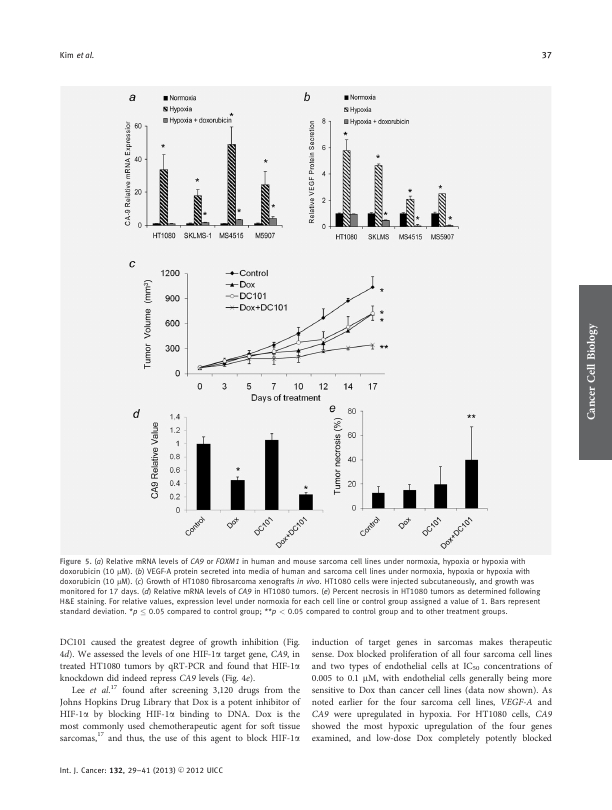 Kim et al.
37
a
Normoxia
Hypoxia
Hypoxia + doxorubicin
CA-9 Relative mRNA Expression
60
40
20
0
* * * * * * *
HT1080 SKLMS-1 MS4515 M5907
b
Normoxia
Hypoxia
Hypoxia + doxorubicin
Relative VEGF Protein Secretion
8
6
4
2
0
* * * * * * *
HT1080 SKLMS MS4515 MS5907
c
Control
Dox
DC101
Dox+DC101
Tumor Volume (mm³)
1200
900
600
300
0
*
*
*
**
0 3 5 7 10 12 14 17
Days of treatment
d
CA9 Relative Value
1.4
1.2
1
0.8
0.6
0.4
0.2
0
* *
Control Dox DC101 Dox+DC101
e
Tumor necrosis (%)
80
60
40
20
0
**
Control Dox DC101 Dox+DC101
Cancer Cell Biology
Figure 5. (a) Relative mRNA levels of CA9 or FOXM1 in human and mouse sarcoma cell lines under normoxia, hypoxia or hypoxia with
doxorubicin (10 μM). (b) VEGF-A protein secreted into media of human and sarcoma cell lines under normoxia, hypoxia or hypoxia with
doxorubicin (10 μM). (c) Growth of HT1080 fibrosarcoma xenografts in vivo. HT1080 cells were injected subcutaneously, and growth was
monitored for 17 days. (d) Relative mRNA levels of CA9 in HT1080 tumors. (e) Percent necrosis in HT1080 tumors as determined following
H&E staining. For relative values, expression level under normoxia for each cell line or control group assigned a value of 1. Bars represent
standard deviation. *p ≤ 0.05 compared to control group; **p < 0.05 compared to control group and to other treatment groups.
DC101 caused the greatest degree of growth inhibition (Fig.
4d). We assessed the levels of one HIF-1α target gene, CA9, in
treated HT1080 tumors by qRT-PCR and found that HIF-1α
knockdown did indeed repress CA9 levels (Fig. 4e).
Lee et al.17 found after screening 3,120 drugs from the
Johns Hopkins Drug Library that Dox is a potent inhibitor of
HIF-1α by blocking HIF-1α binding to DNA. Dox is the
most commonly used chemotherapeutic agent for soft tissue
sarcomas,17 and thus, the use of this agent to block HIF-1α
induction of target genes in sarcomas makes therapeutic
sense. Dox blocked proliferation of all four sarcoma cell lines
and two types of endothelial cells at IC50 concentrations of
0.005 to 0.1 μM, with endothelial cells generally being more
sensitive to Dox than cancer cell lines (data now shown). As
noted earlier for the four sarcoma cell lines, VEGF-A and
CA9 were upregulated in hypoxia. For HT1080 cells, CA9
showed the most hypoxic upregulation of the four genes
examined, and low-dose Dox completely potently blocked
Int. J. Cancer: 132, 29–41 (2013) © 2012 UICC